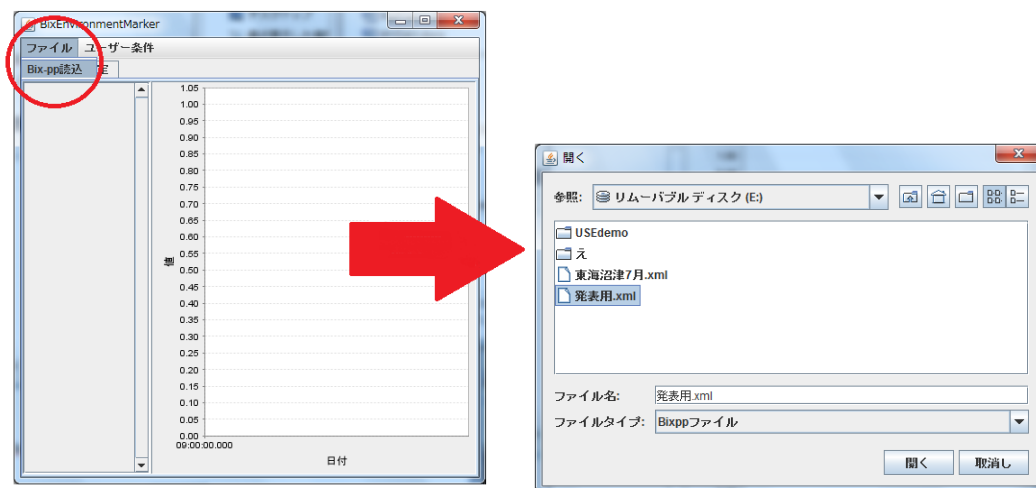 BixEnvironmentMarker
ファイル ユーザー条件
Bix-pp読込 定
1.05
1.00
0.95
0.90
0.85
0.80
0.75
0.70
0.65
0.60
0.55
0.50
0.45
0.40
0.35
0.30
0.25
0.20
0.15
0.10
0.05
0.00
値
09:00:00.000
日付
開く
参照: リムーバブル ディスク (E:)
USEdemo
え
東海沼津7月.xml
発表用.xml
ファイル名: 発表用.xml
ファイルタイプ: Bixppファイル
開く 取消し